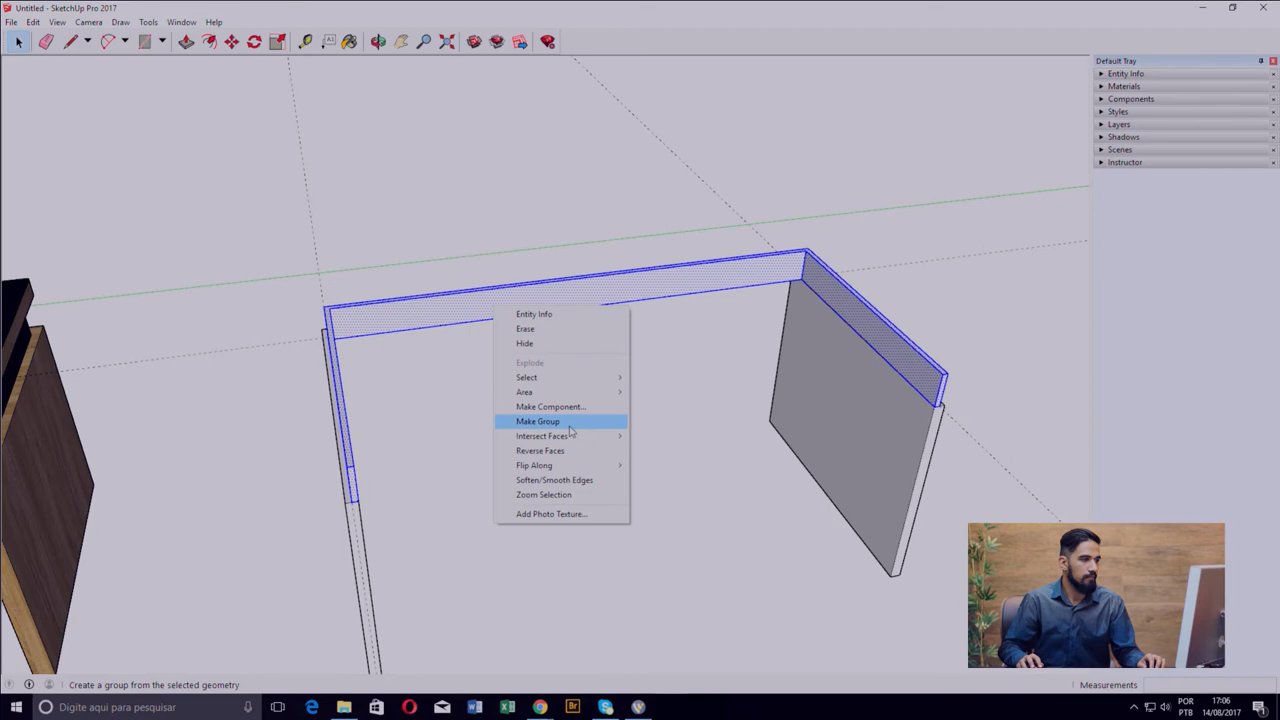 Untitled - SketchUp Pro 2017
File Edit View Camera Draw Tools Window Help
A1
Default Tray
Entity Info
Materials
Components
Styles
Layers
Shadows
Scenes
Instructor
Entity Info
Erase
Hide
Explode
Select
Area
Make Component...
Make Group
Intersect Faces
Reverse Faces
Flip Along
Soften/Smooth Edges
Zoom Selection
Add Photo Texture...
Create a group from the selected geometry
Measurements
Digite aqui para pesquisar
Br
POR
PTB
17:06
14/08/2017